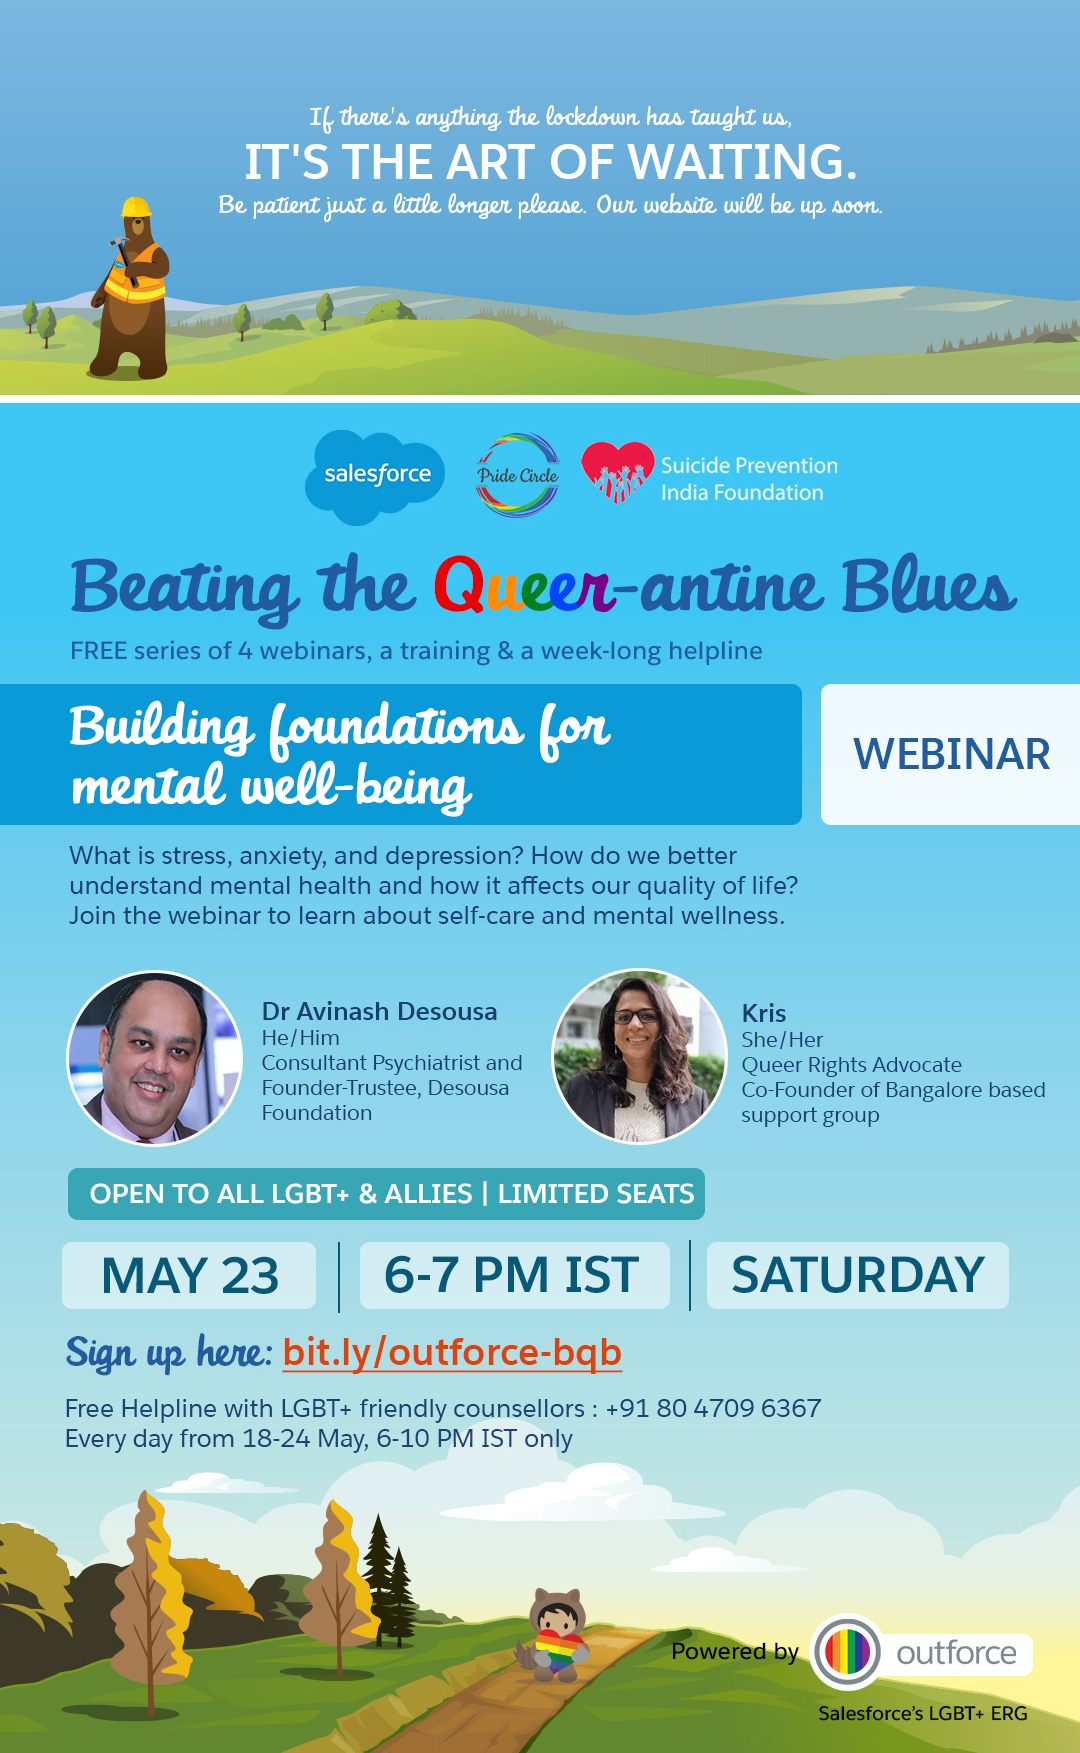 If there's anything the lockdown has taught us,
IT'S THE ART OF WAITING.
Be patient just a little longer please. Our website will be up soon.
salesforce
Pride Circle
Suicide Prevention
India Foundation
Beating the Queer-antine Blues
FREE series of 4 webinars, a training & a week-long helpline
Building foundations for
mental well-being
WEBINAR
What is stress, anxiety, and depression? How do we better
understand mental health and how it affects our quality of life?
Join the webinar to learn about self-care and mental wellness.
Dr Avinash Desousa
He/Him
Consultant Psychiatrist and
Founder-Trustee, Desousa
Foundation
Kris
She/Her
Queer Rights Advocate
Co-Founder of Bangalore based
support group
OPEN TO ALL LGBT+ & ALLIES | LIMITED SEATS
MAY 23
6-7 PM IST
SATURDAY
Sign up here: bit.ly/outforce-bqb
Free Helpline with LGBT+ friendly counsellors : +91 80 4709 6367
Every day from 18-24 May, 6-10 PM IST only
Powered by
outforce
Salesforce's LGBT+ ERG